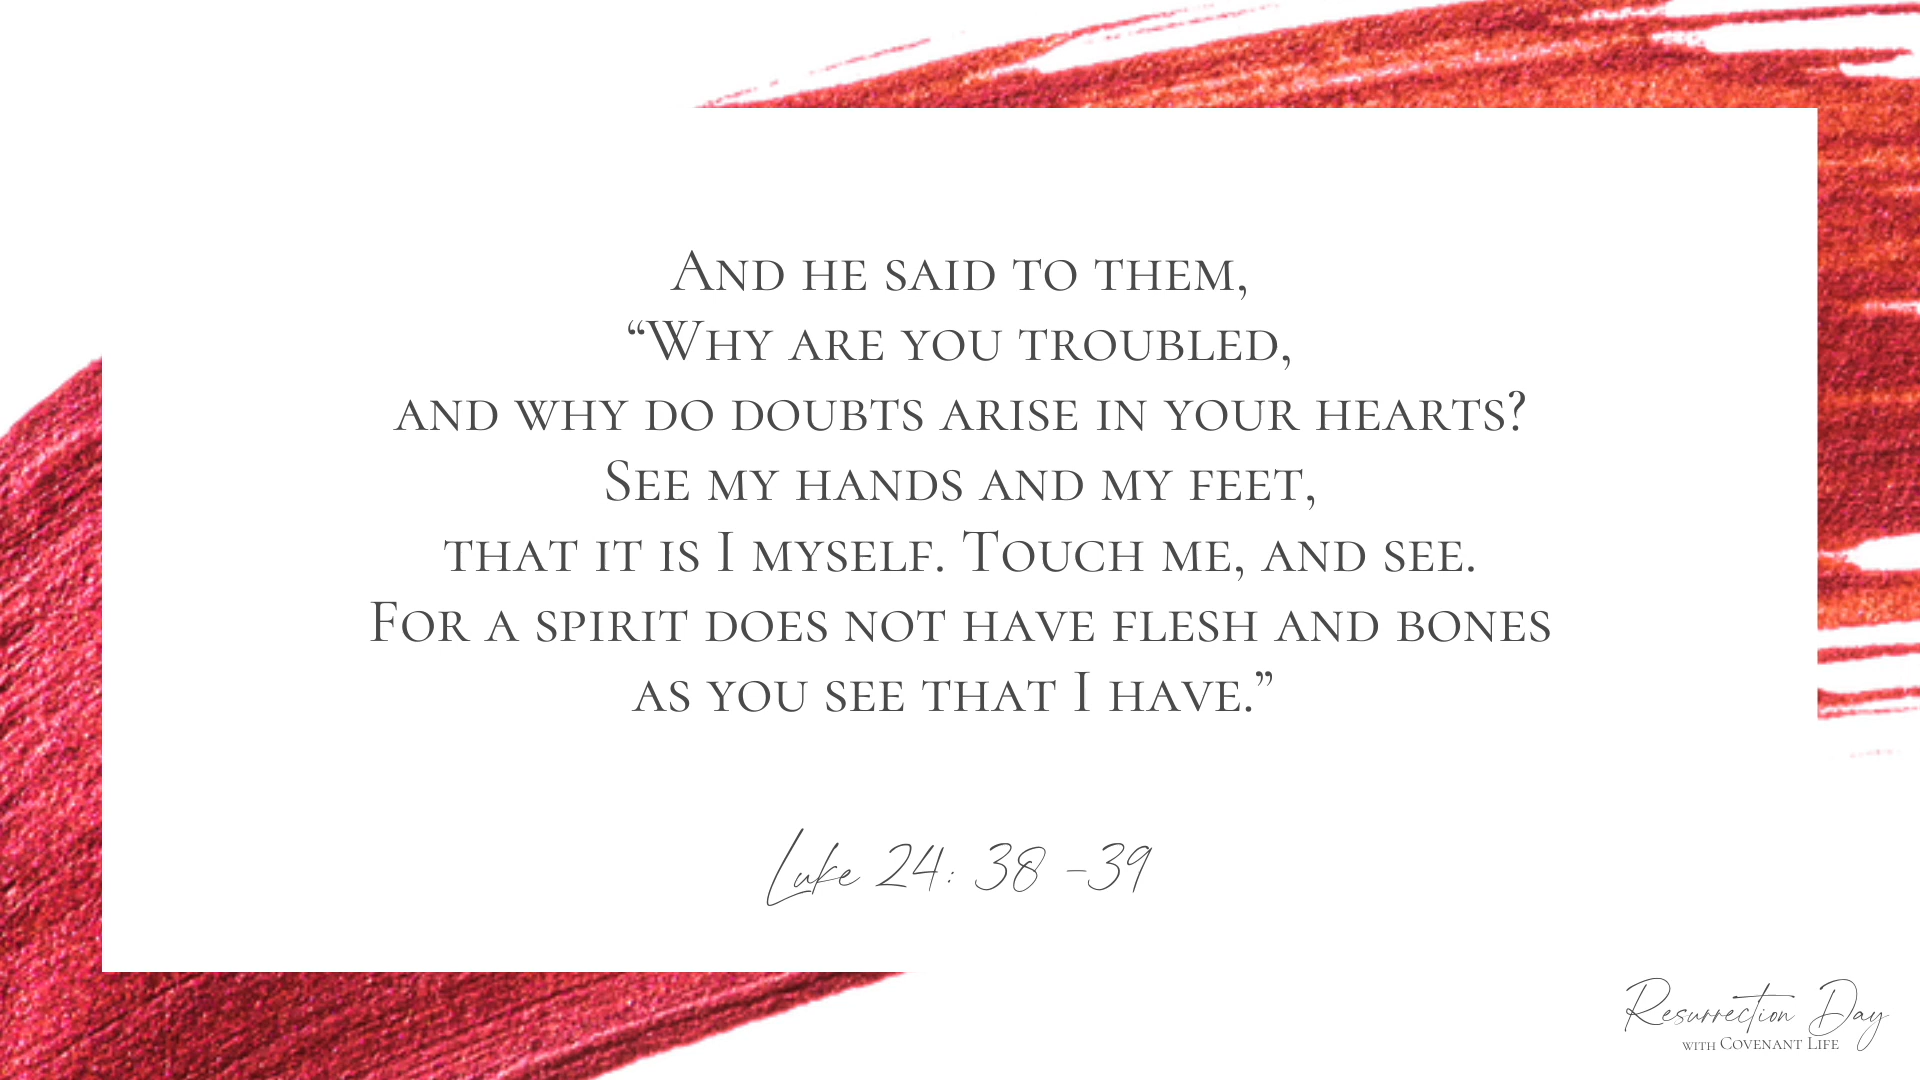 And he said to them,
“Why are you troubled,
and why do doubts arise in your hearts?
See my hands and my feet,
that it is I myself. Touch me, and see.
For a spirit does not have flesh and bones
as you see that I have.”
Luke 24: 38 -39
Resurrection Day
with Covenant Life